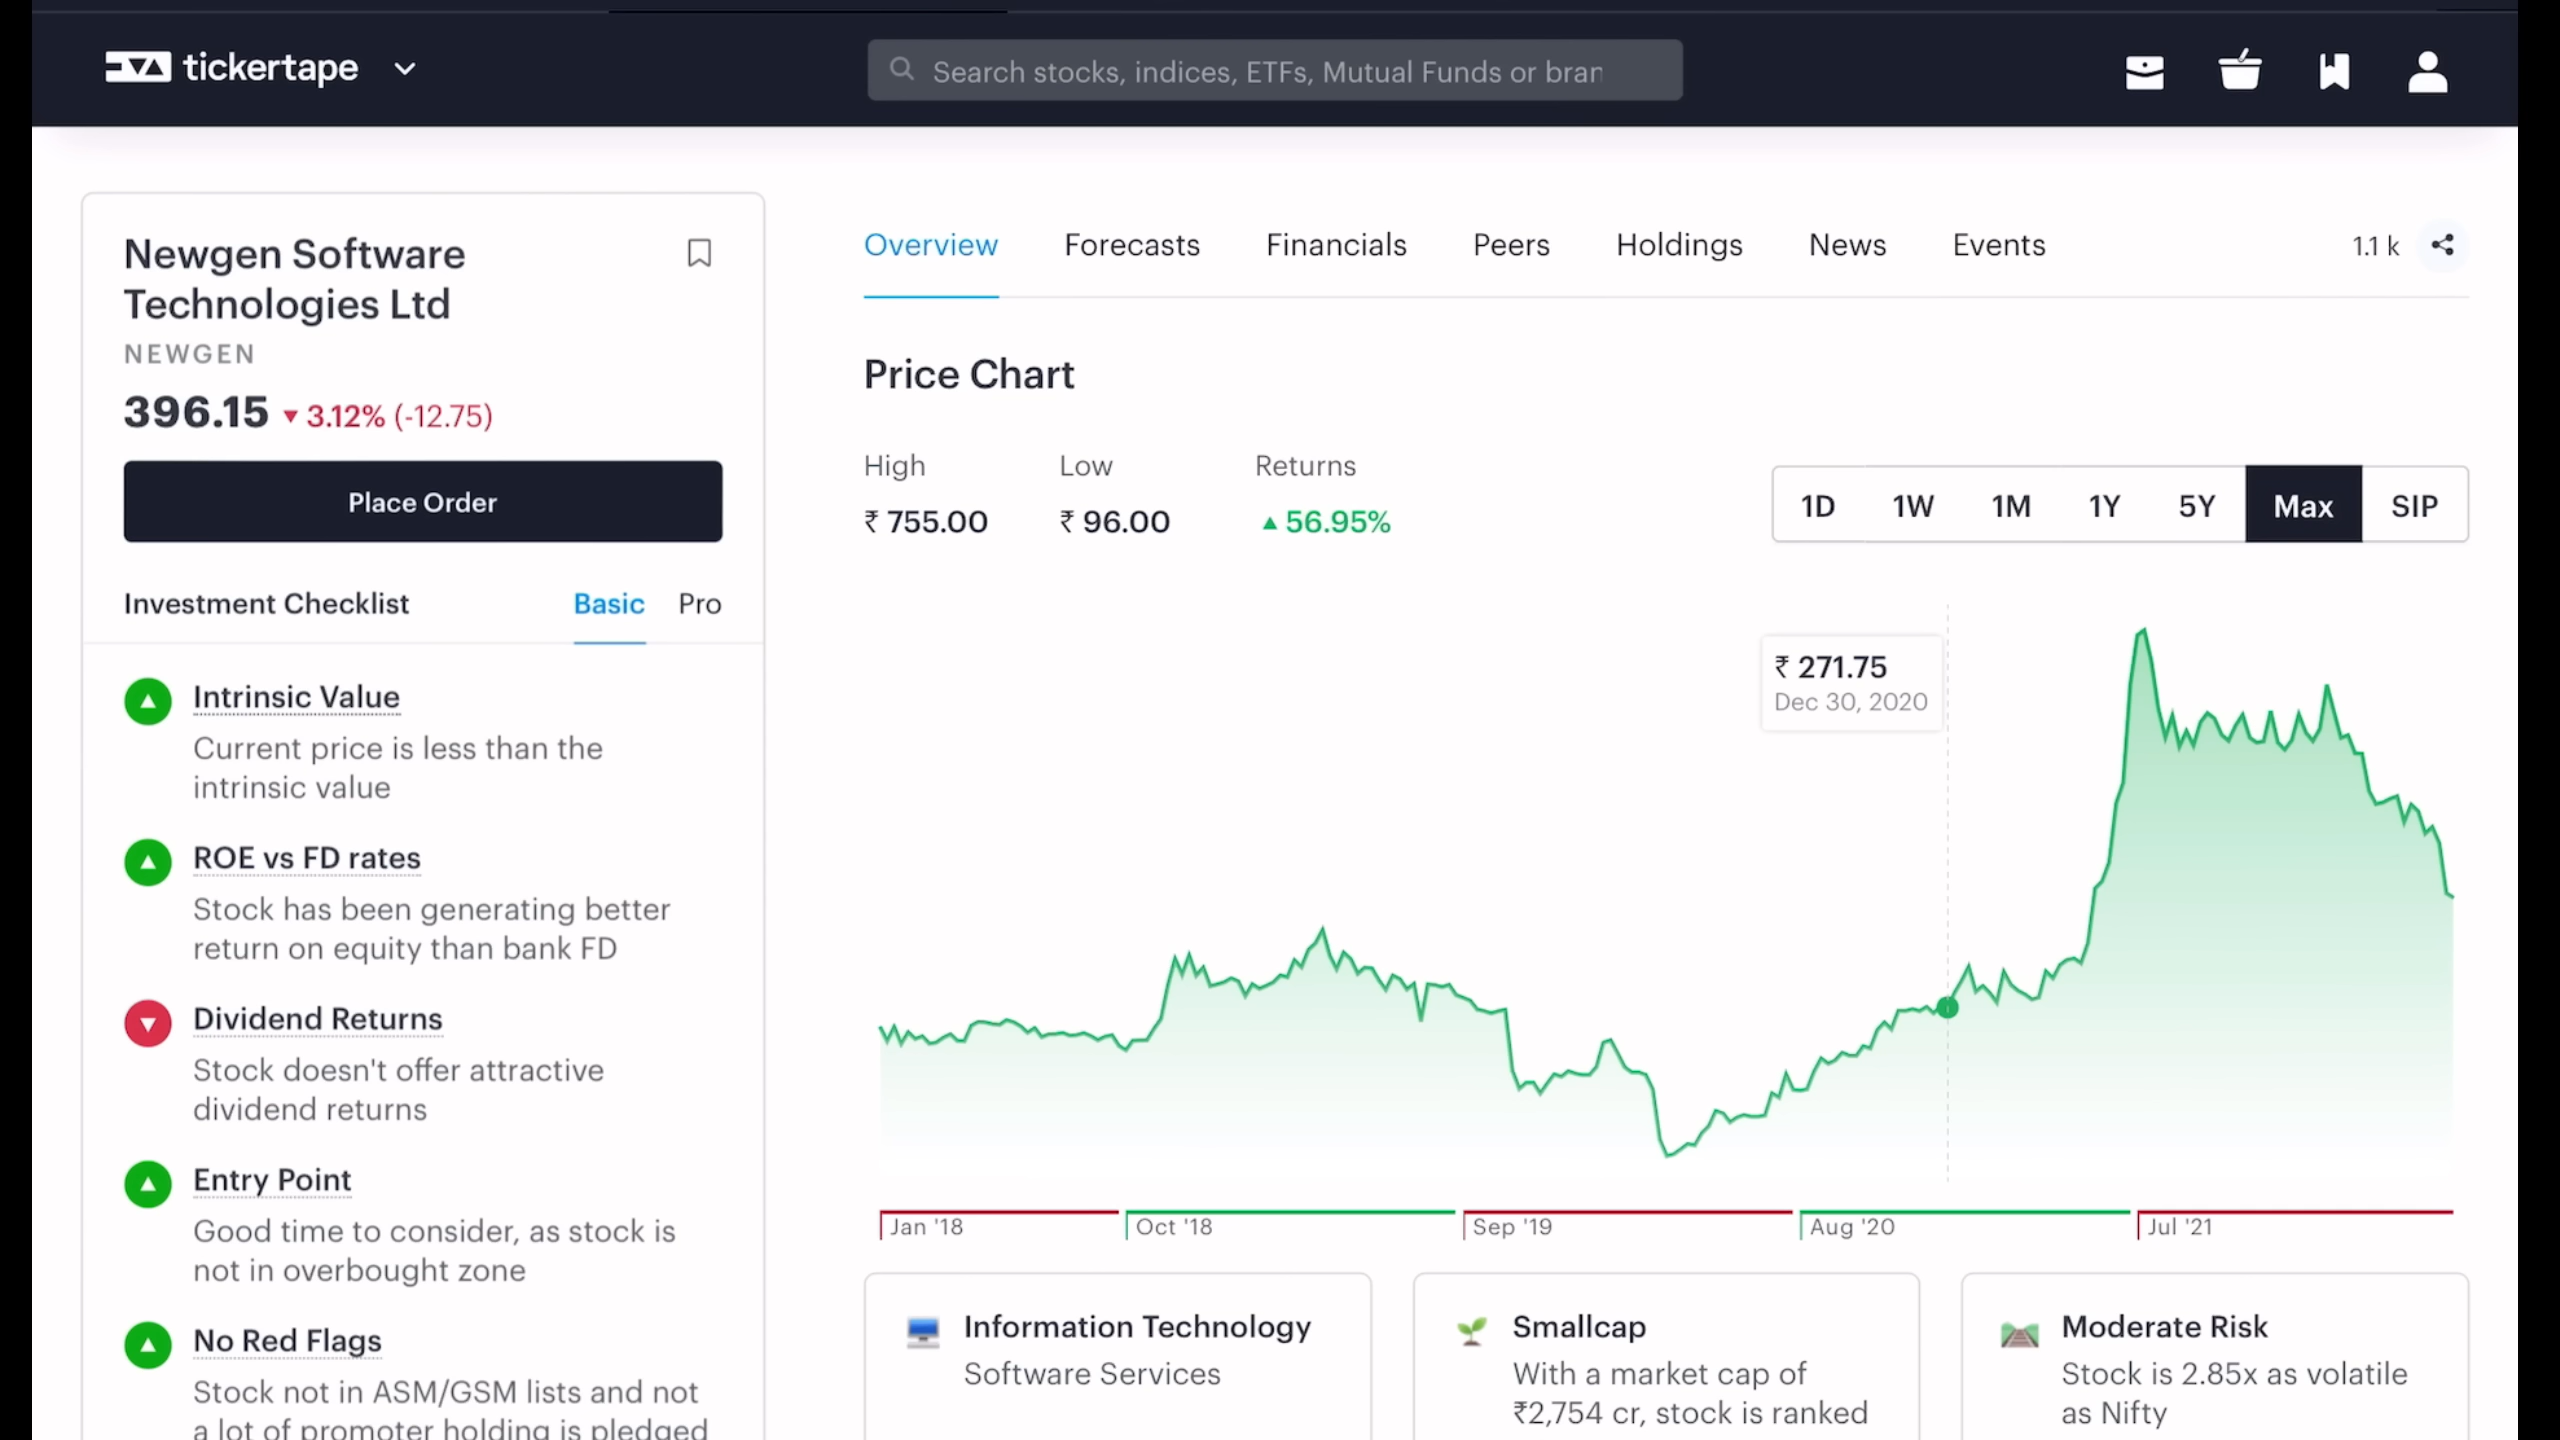 tickertape
Search stocks, indices, ETFs, Mutual Funds or bran
Newgen Software
Technologies Ltd
NEWGEN
396.15 ▼ 3.12% (-12.75)
Place Order
Investment Checklist Basic Pro
Intrinsic Value
Current price is less than the
intrinsic value
ROE vs FD rates
Stock has been generating better
return on equity than bank FD
Dividend Returns
Stock doesn't offer attractive
dividend returns
Entry Point
Good time to consider, as stock is
not in overbought zone
No Red Flags
Stock not in ASM/GSM lists and not
a lot of promoter holding is pledged
Overview Forecasts Financials Peers Holdings News Events 1.1 k
Price Chart
High Low Returns
₹ 755.00 ₹ 96.00 ▲ 56.95%
1D 1W 1M 1Y 5Y Max SIP
₹ 271.75
Dec 30, 2020
Jan '18 Oct '18 Sep '19 Aug '20 Jul '21
Information Technology
Software Services
Smallcap
With a market cap of
₹2,754 cr, stock is ranked
Moderate Risk
Stock is 2.85x as volatile
as Nifty